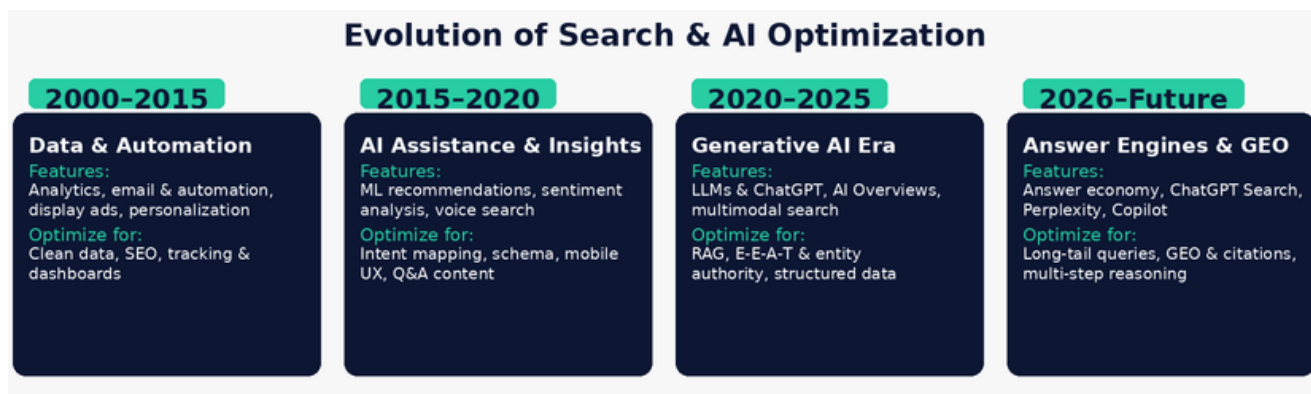 Evolution of Search & AI Optimization
2000–2015
Data & Automation
Features:
Analytics, email & automation,
display ads, personalization
Optimize for:
Clean data, SEO, tracking &
dashboards
2015–2020
AI Assistance & Insights
Features:
ML recommendations, sentiment
analysis, voice search
Optimize for:
Intent mapping, schema, mobile
UX, Q&A content
2020–2025
Generative AI Era
Features:
LLMs & ChatGPT, AI Overviews,
multimodal search
Optimize for:
RAG, E-E-A-T & entity
authority, structured data
2026–Future
Answer Engines & GEO
Features:
Answer economy, ChatGPT Search,
Perplexity, Copilot
Optimize for:
Long-tail queries, GEO & citations,
multi-step reasoning